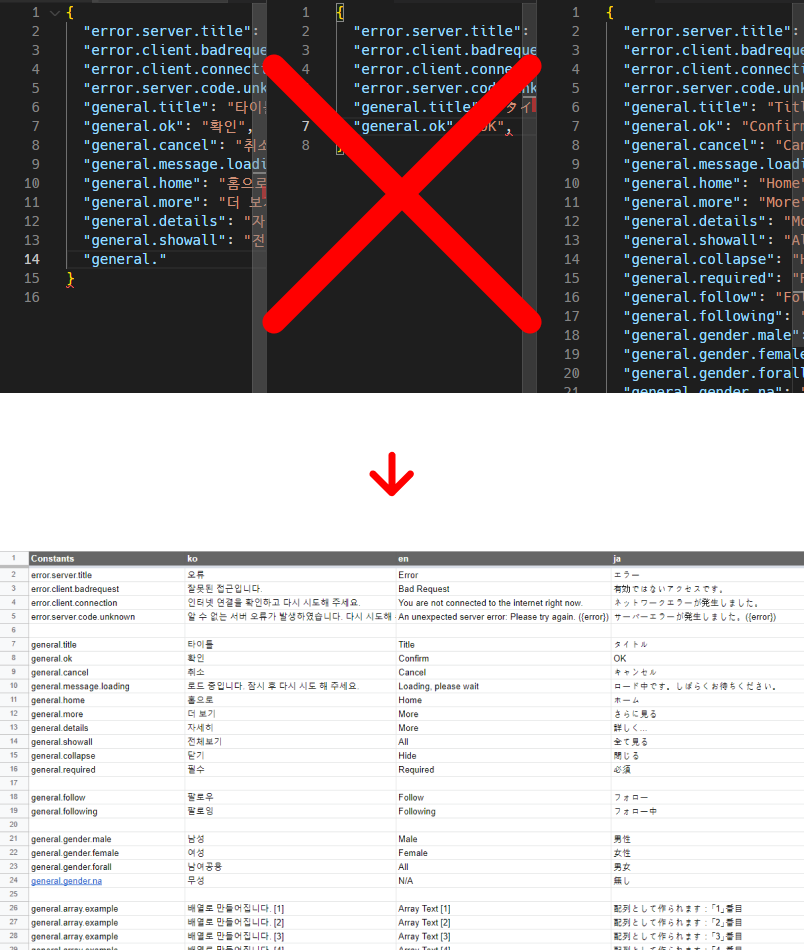 1 {
2 "error.server.title":
3 "error.client.badreque
4 "error.client.connecti
5 "error.server.code.unk
6 "general.title": "타이
7 "general.ok": "확인",
8 "general.cancel": "취소
9 "general.message.loadi
10 "general.home": "홈으로
11 "general.more": "더 보
12 "general.details": "자
13 "general.showall": "전
14 "general."
15 }
16
1 {
2 "error.server.title":
3 "error.client.badreque
4 "error.client.conne
5 "error.server.cod
6 "general.title"
7 "general.ok" OK",
8
1 {
2 "error.server.title":
3 "error.client.badreque
4 "error.client.connecti
5 "error.server.code.unk
6 "general.title": "Titl
7 "general.ok": "Confirm
8 "general.cancel": "Can
9 "general.message.loadi
10 "general.home": "Home"
11 "general.more": "More"
12 "general.details": "Mo
13 "general.showall": "Al
14 "general.collapse": "H
15 "general.required": "R
16 "general.follow": "Fol
17 "general.following": "
18 "general.gender.male":
19 "general.gender.female
20 "general.gender.forall
21 "general.gender.na": "
1 Constants ko en ja
2 error.server.title 오류 Error エラー
3 error.client.badrequest 잘못된 접근입니다. Bad Request 有効ではないアクセスです。
4 error.client.connection 인터넷 연결을 확인하고 다시 시도해 주세요. You are not connected to the internet right now. ネットワークエラーが発生しました。
5 error.server.code.unknown 알 수 없는 서버 오류가 발생하였습니다. 다시 시도해 An unexpected server error: Please try again. ({error}) サーバーエラーが発生しました。({error})
6
7 general.title 타이틀 Title タイトル
8 general.ok 확인 Confirm OK
9 general.cancel 취소 Cancel キャンセル
10 general.message.loading 로드 중입니다. 잠시 후 다시 시도 해 주세요. Loading, please wait ロード中です。しばらくお待ちください。
11 general.home 홈으로 Home ホーム
12 general.more 더 보기 More さらに見る
13 general.details 자세히 More 詳しく...
14 general.showall 전체보기 All 全て見る
15 general.collapse 닫기 Hide 閉じる
16 general.required 필수 Required 必須
17
18 general.follow 팔로우 Follow フォロー
19 general.following 팔로잉 Following フォロー中
20
21 general.gender.male 남성 Male 男性
22 general.gender.female 여성 Female 女性
23 general.gender.forall 남여공용 All 男女
24 general.gender.na 무성 N/A 無し
25
26 general.array.example 배열로 만들어집니다. [1] Array Text [1] 配列として作られます:「1」番目
27 general.array.example 배열로 만들어집니다. [2] Array Text [2] 配列として作られます:「2」番目
28 general.array.example 배열로 만들어집니다. [3] Array Text [3] 配列として作られます:「3」番目
29 general.array.example 배열로 만들어집니다. [4] Array Text [4] 配列として作られます:「4」番目